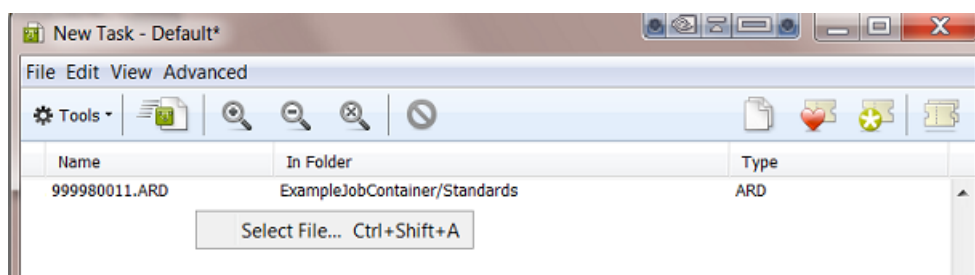 New Task - Default*
File Edit View Advanced
Tools
Name In Folder Type
999980011.ARD ExampleJobContainer/Standards ARD
Select File... Ctrl+Shift+A